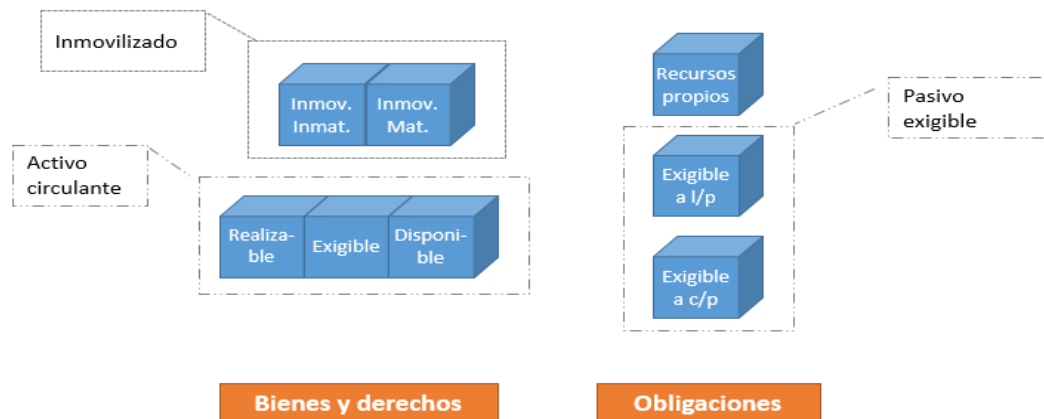 Inmovilizado
Inmov.
Inmat.
Inmov.
Mat.
Activo
circulante
Realiza-
ble
Exigible
Disponi-
ble
Recursos
propios
Pasivo
exigible
Exigible
a l/p
Exigible
a c/p
Bienes y derechos
Obligaciones